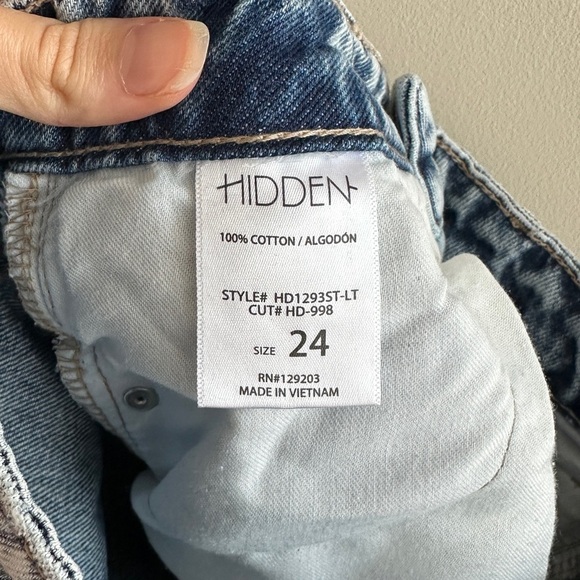 HIDDEN
100% COTTON / ALGODÓN
STYLE# HD1293ST-LT
CUT# HD-998
SIZE 24
RN#129203
MADE IN VIETNAM